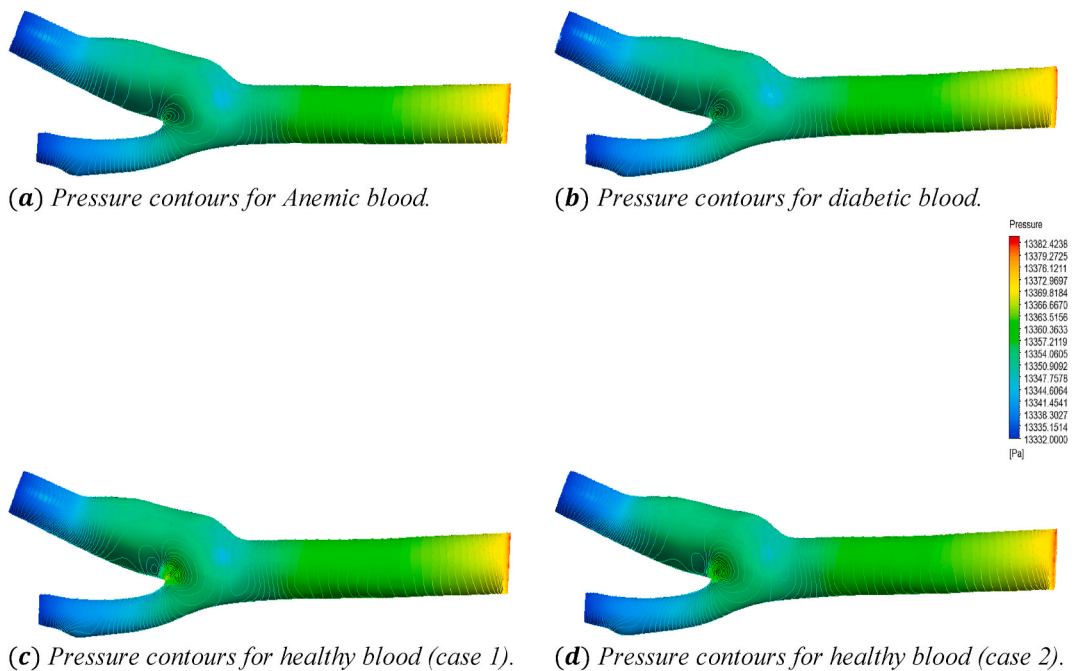 (a) Pressure contours for Anemic blood.
(b) Pressure contours for diabetic blood.
Pressure
13382.4238
13379.2725
13376.1211
13372.9697
13369.8184
13366.6670
13363.5156
13360.3633
13357.2119
13354.0605
13350.9092
13347.7578
13344.6064
13341.4541
13338.3027
13335.1514
13332.0000
[Pa]
(c) Pressure contours for healthy blood (case 1).
(d) Pressure contours for healthy blood (case 2).